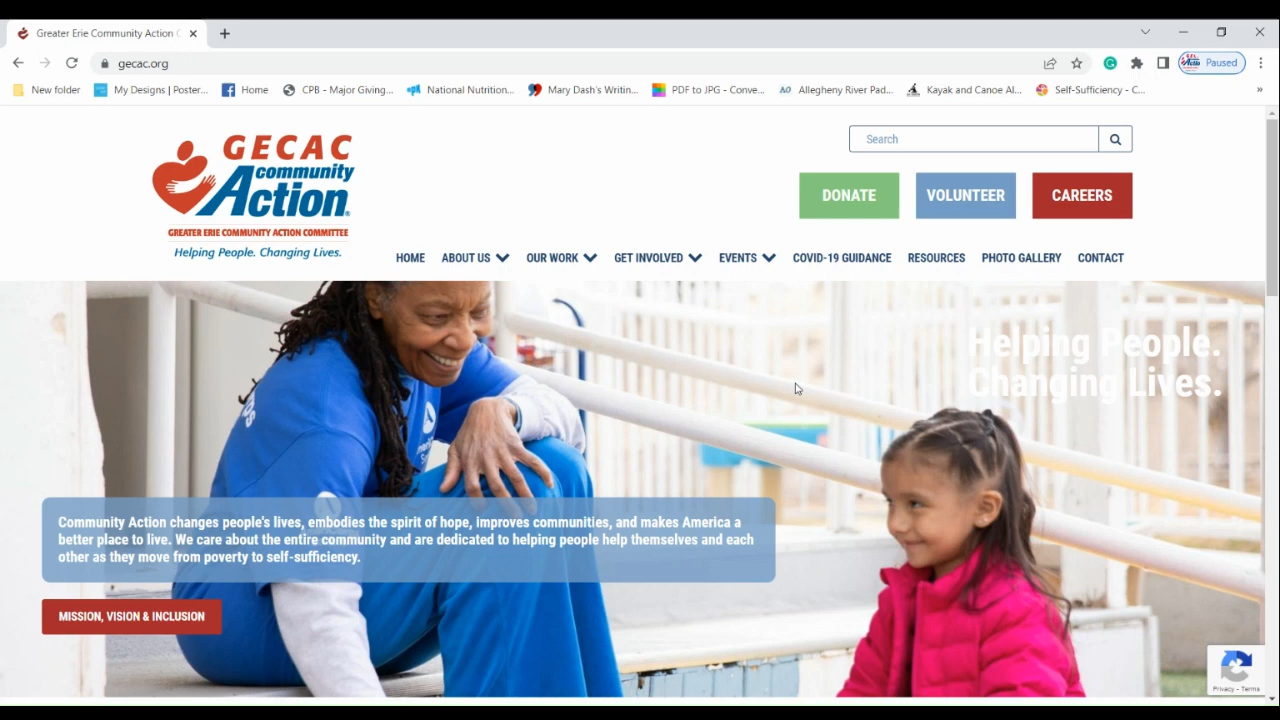 Greater Erie Community Action C
gecac.org
Paused
New folder
My Designs | Poster...
Home
CPB - Major Giving...
National Nutrition...
Mary Dash's Writin...
PDF to JPG - Conve...
Allegheny River Pad...
Kayak and Canoe Al...
Self-Sufficiency - C...
»
GECAC
community
Action®
GREATER ERIE COMMUNITY ACTION COMMITTEE
Helping People. Changing Lives.
Search
DONATE
VOLUNTEER
CAREERS
HOME
ABOUT US
OUR WORK
GET INVOLVED
EVENTS
COVID-19 GUIDANCE
RESOURCES
PHOTO GALLERY
CONTACT
Helping People.
Changing Lives.
Community Action changes people's lives, embodies the spirit of hope, improves communities, and makes America a
better place to live. We care about the entire community and are dedicated to helping people help themselves and each
other as they move from poverty to self-sufficiency.
MISSION, VISION & INCLUSION
Privacy - Terms